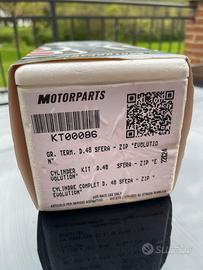 MOTORPARTS
KT00086
GR. TERM. D.48 SFERA - ZIP "EVOLUTIO
N"
CYLINDER KIT D.48 SFERA - ZIP "E
VOLUTION"
CYLINDRE COMPLET D. 48 SFERA - ZIP "
EVOLUTION"
subito